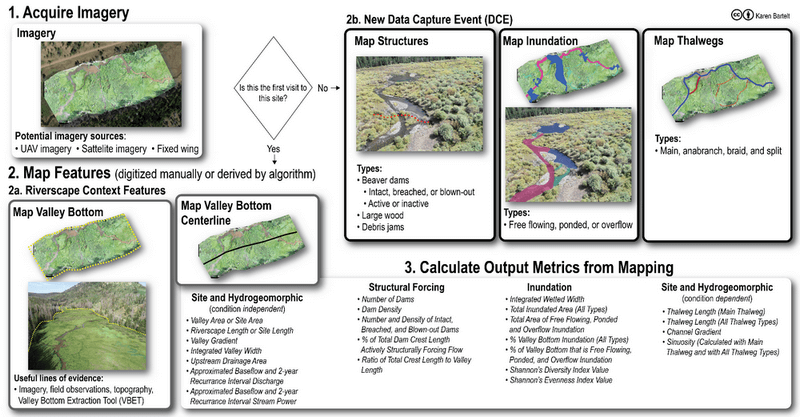 1. Acquire Imagery
Imagery
Potential imagery sources:
• UAV imagery • Sattelite imagery • Fixed wing
Is this the first visit to
this site?
No
Yes
2. Map Features (digitized manually or derived by algorithm)
2a. Riverscape Context Features
Map Valley Bottom
Useful lines of evidence:
• Imagery, field observations, topography,
Valley Bottom Extraction Tool (VBET)
Map Valley Bottom
Centerline
2b. New Data Capture Event (DCE)
cc Karen Bartelt
Map Structures
Types:
• Beaver dams
• Intact, breached, or blown-out
• Active or inactive
• Large wood
• Debris jams
Map Inundation
Types:
• Free flowing, ponded, or overflow
Map Thalwegs
Types:
• Main, anabranch, braid, and split
3. Calculate Output Metrics from Mapping
Site and Hydrogeomorphic
(condition independent)
• Valley Area or Site Area
• Riverscape Length or Site Length
• Valley Gradient
• Integrated Valley Width
• Upstream Drainage Area
• Approximated Baseflow and 2-year
Recurrance Interval Discharge
• Approximated Baseflow and 2-year
Recurrance Interval Stream Power
Structural Forcing
• Number of Dams
• Dam Density
• Number and Density of Intact,
Breached, and Blown-out Dams
• % of Total Dam Crest Length
Actively Structurally Forcing Flow
• Ratio of Total Crest Length to Valley
Length
Inundation
• Integrated Wetted Width
• Total Inundated Area (All Types)
• Total Area of Free Flowing, Ponded
and Overflow Inundation
• % Valley Bottom Inundation (All Types)
• % of Valley Bottom that is Free Flowing,
Ponded, and Overflow Inundation
• Shannon's Diversity Index Value
• Shannon's Evenness Index Value
Site and Hydrogeomorphic
(condition dependent)
• Thalweg Length (Main Thalweg)
• Thalweg Length (All Thalweg Types)
• Channel Gradient
• Sinuosity (Calculated with Main
Thalweg and with All Thalweg Types)